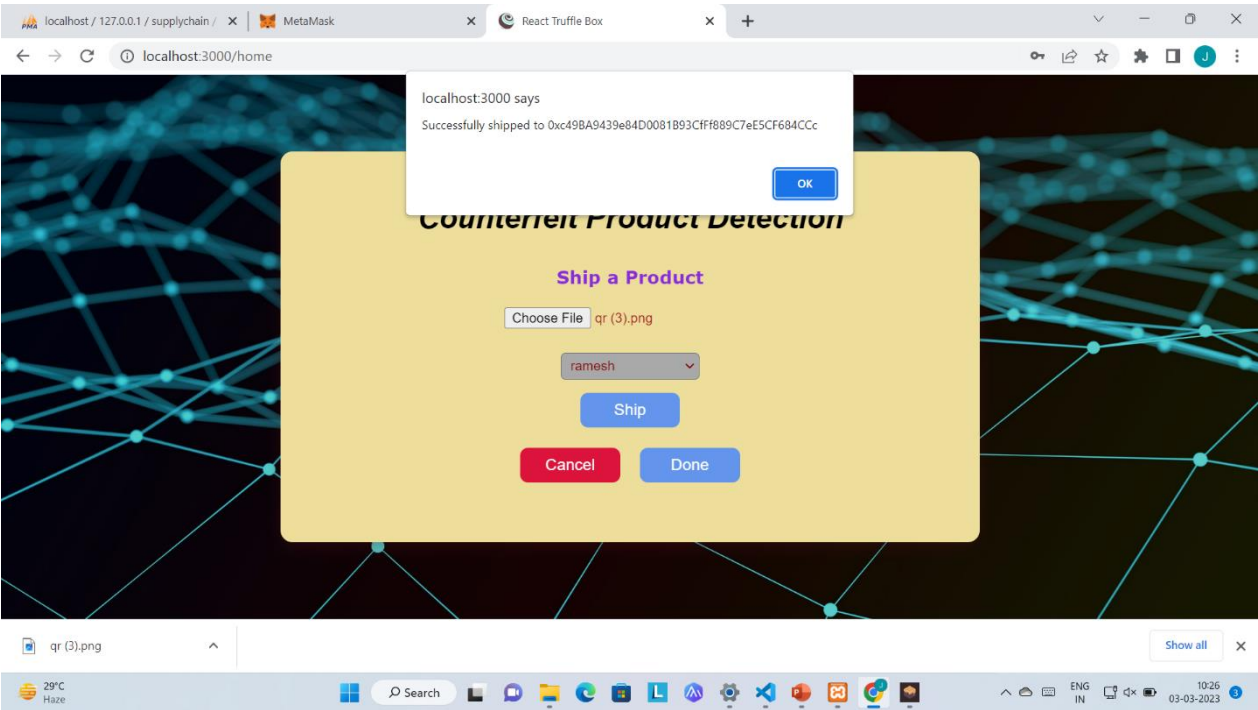 localhost / 127.0.0.1 / supplychain /
MetaMask
React Truffle Box
localhost:3000/home
J
localhost:3000 says
Successfully shipped to 0xc49BA9439e84D0081B93CfFf889C7eE5CF684CCc
OK
Counterfeit Product Detection
Ship a Product
Choose File qr (3).png
ramesh
Ship
Cancel Done
qr (3).png
Show all
29°C
Haze
Search
ENG
IN
10:26
03-03-2023
3